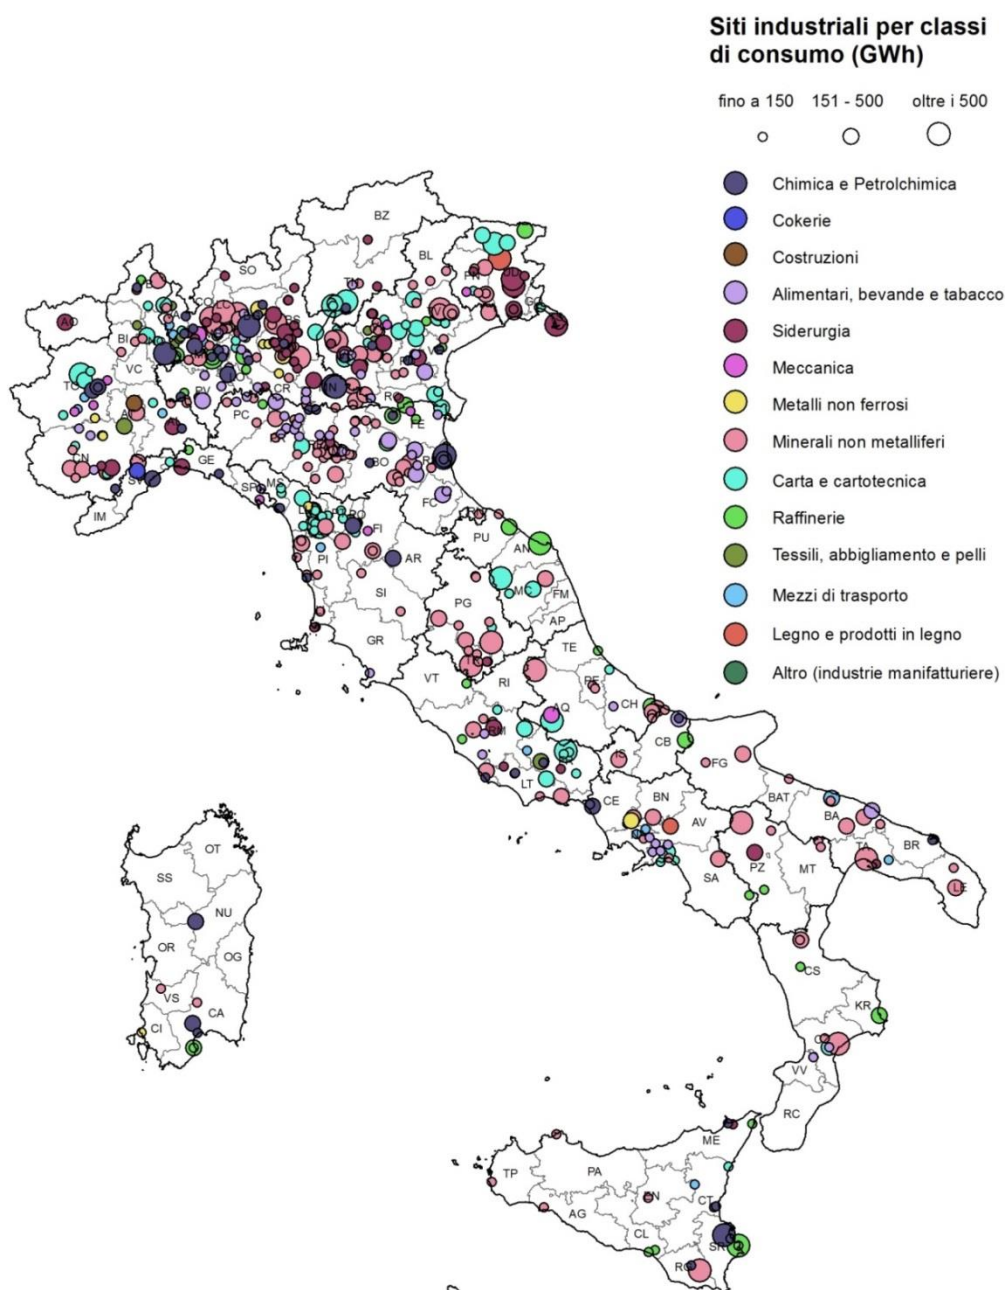 Siti industriali per classi
di consumo (GWh)
fino a 150 151 - 500 oltre i 500
Chimica e Petrolchimica
Cokerie
Costruzioni
Alimentari, bevande e tabacco
Siderurgia
Meccanica
Metalli non ferrosi
Minerali non metalliferi
Carta e cartotecnica
Raffinerie
Tessili, abbigliamento e pelli
Mezzi di trasporto
Legno e prodotti in legno
Altro (industrie manifatturiere)
BZ
BL
SO
TN
PN
AO
BI
VC
TO
CR
PV
PC
CN
GE
BO
FE
SP
MS
IM
FC
FI
PU
AN
PI
AR
MC
FM
SI
PG
AP
GR
TE
VT
RI
PE
CH
AQ
RM
CB
IS
FG
LT
CE
BN
BAT
BA
AV
BR
TA
OT
SS
SA
PZ
MT
LE
NU
OR
OG
CS
VS
CA
CI
KR
VV
RC
ME
TP
PA
EN
CT
AG
CL
SR
RG